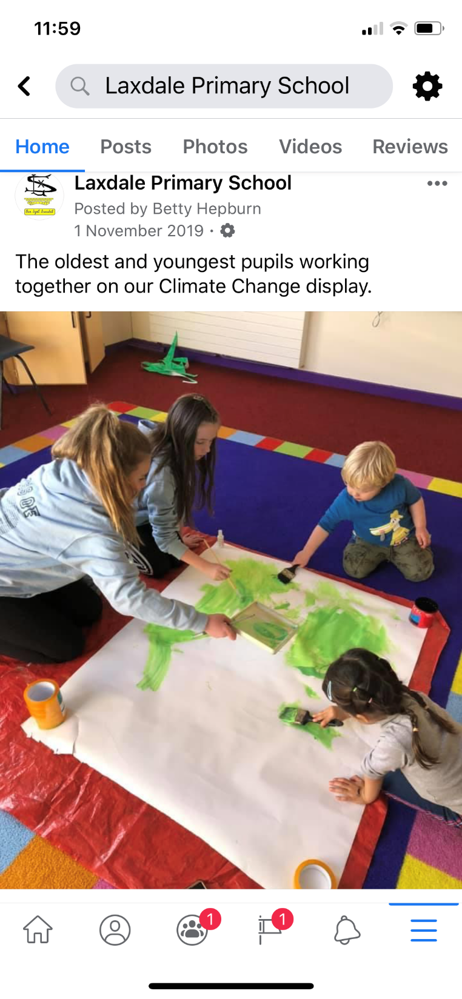 11:59
Laxdale Primary School
Home Posts Photos Videos Reviews
Laxdale Primary School
Posted by Betty Hepburn
1 November 2019 ·
The oldest and youngest pupils working
together on our Climate Change display.
DE
1 1